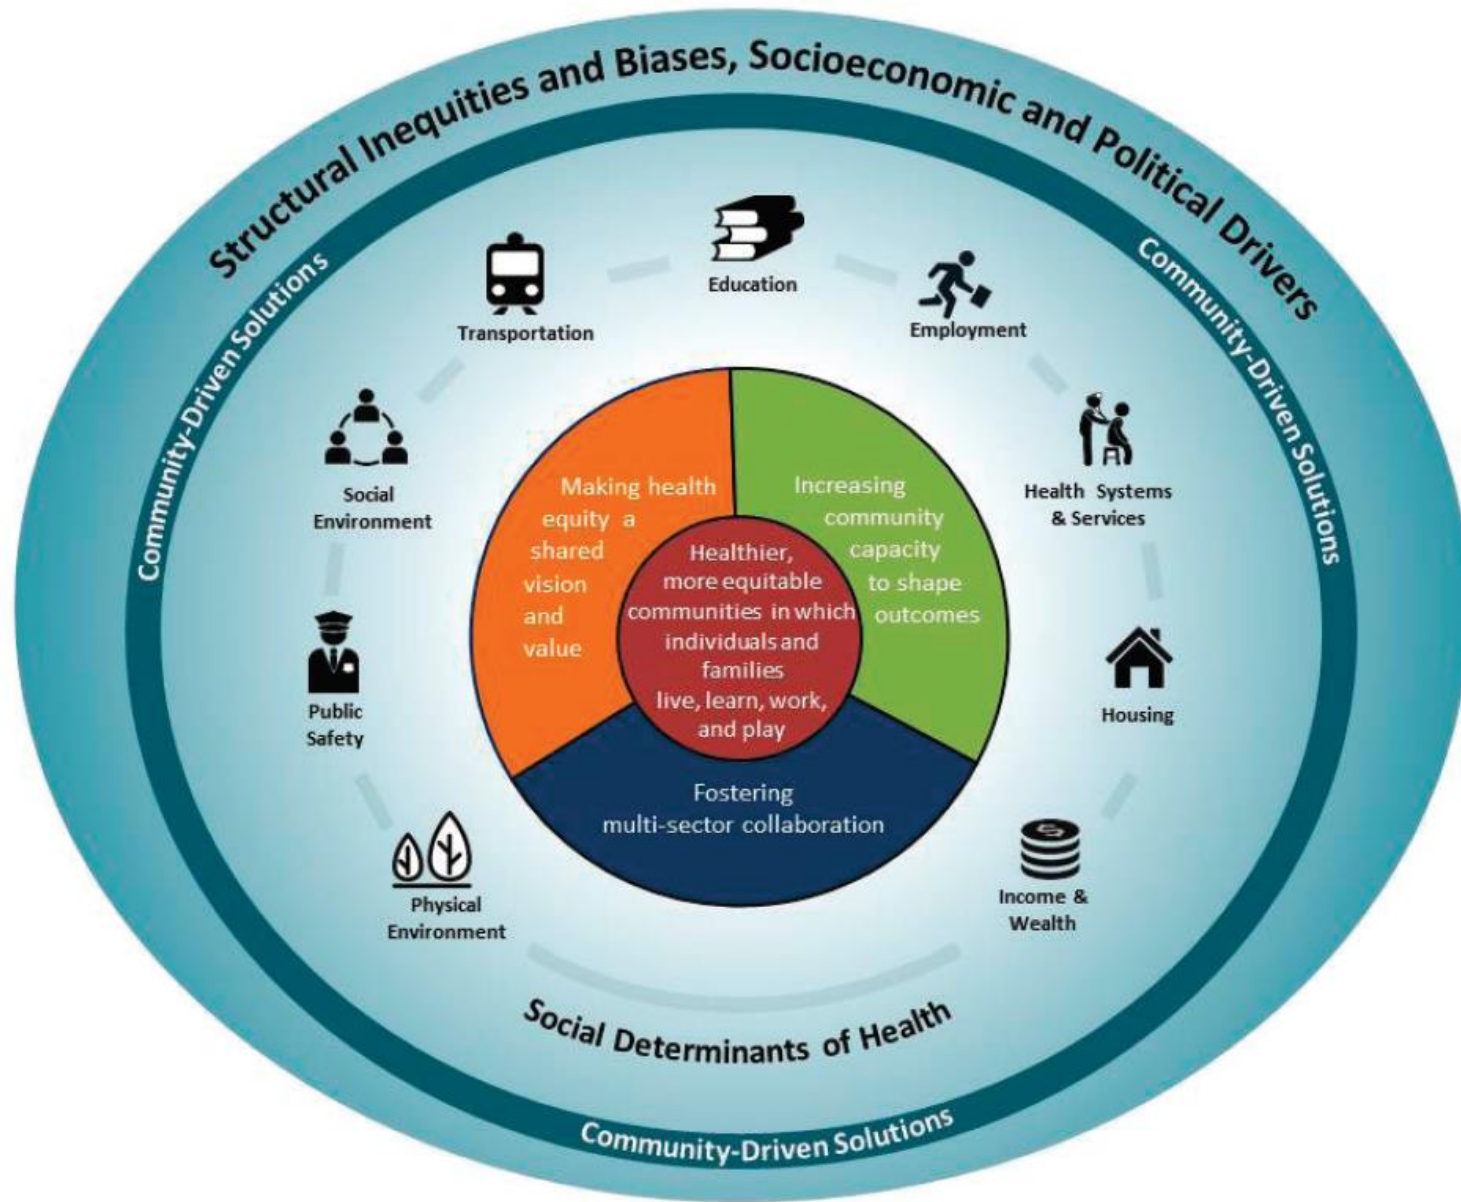 Structural Inequities and Biases, Socioeconomic and Political Drivers
Community-Driven Solutions
Community-Driven Solutions
Education
Transportation
Employment
Social
Environment
Health Systems
& Services
Public
Safety
Housing
Physical
Environment
Income &
Wealth
Making health
equity a
shared
vision
and
value
Increasing
community
capacity
to shape
outcomes
Healthier,
more equitable
communities in which
individuals and
families
live, learn, work,
and play
Fostering
multi-sector collaboration
Social Determinants of Health
Community-Driven Solutions